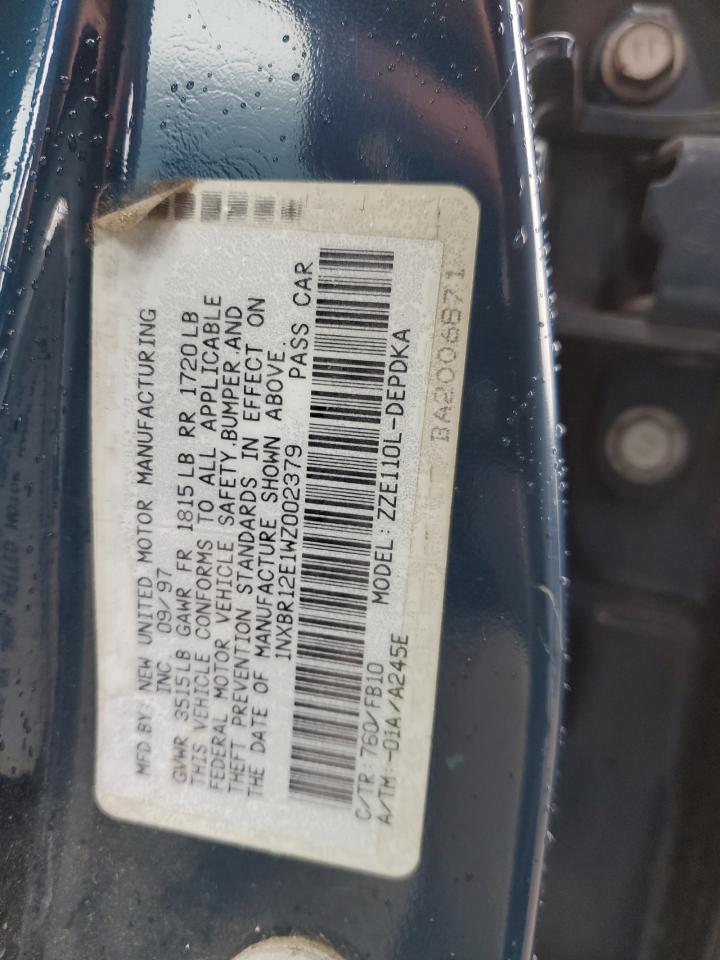 MFD BY: NEW UNITED MOTOR MANUFACTURING
INC. 09/97
GVWR 3515LB GAWR FR 1815LB RR 1720LB
THIS VEHICLE CONFORMS TO ALL APPLICABLE
FEDERAL MOTOR VEHICLE SAFETY,BUMPER,AND
THEFT PREVENTION STANDARDS IN EFFECT ON
THE DATE OF MANUFACTURE SHOWN ABOVE.
1NXBR12E1WZ002379 PASS CAR
C/TR:760/FB10 MODEL:ZZE110L-DEPDKA
A/TM:-01A/A245E
BA2006871